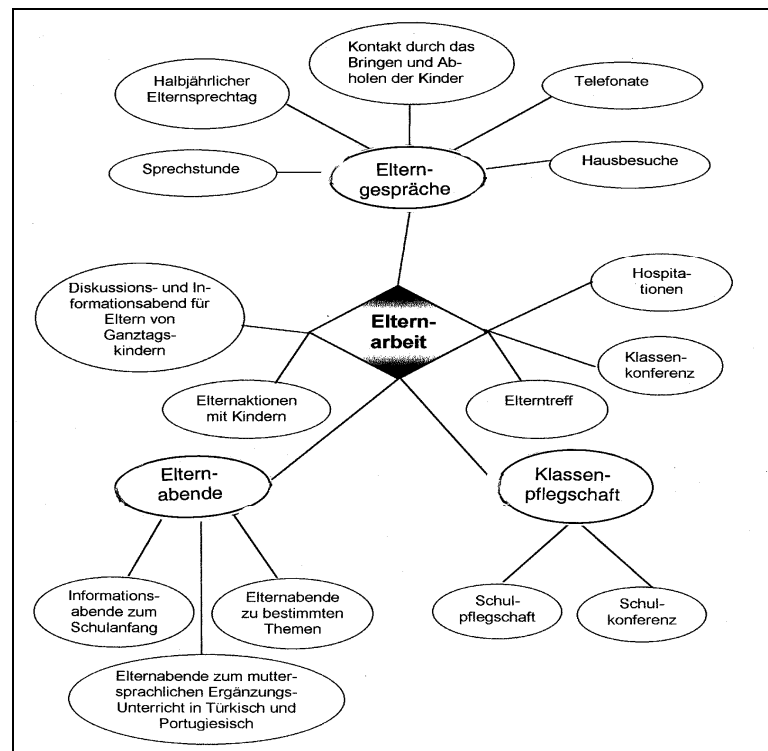 Kontakt durch das
Bringen und Ab-
holen der Kinder
Halbjährlicher
Elternsprechtag
Telefonate
Sprechstunde
Eltern-
gespräche
Hausbesuche
Diskussions- und In-
formationsabend für
Eltern von
Ganztags-
kindern
Eltern-
arbeit
Hospita-
tionen
Klassen-
konferenz
Elternaktionen
mit Kindern
Elterntreff
Eltern-
abende
Klassen-
pflegschaft
Informations-
abende zum
Schulanfang
Elternabende
zu bestimmten
Themen
Schul-
pflegschaft
Schul-
konferenz
Elternabende zum mutter-
sprachlichen Ergänzungs-
Unterricht in Türkisch und
Portugiesisch